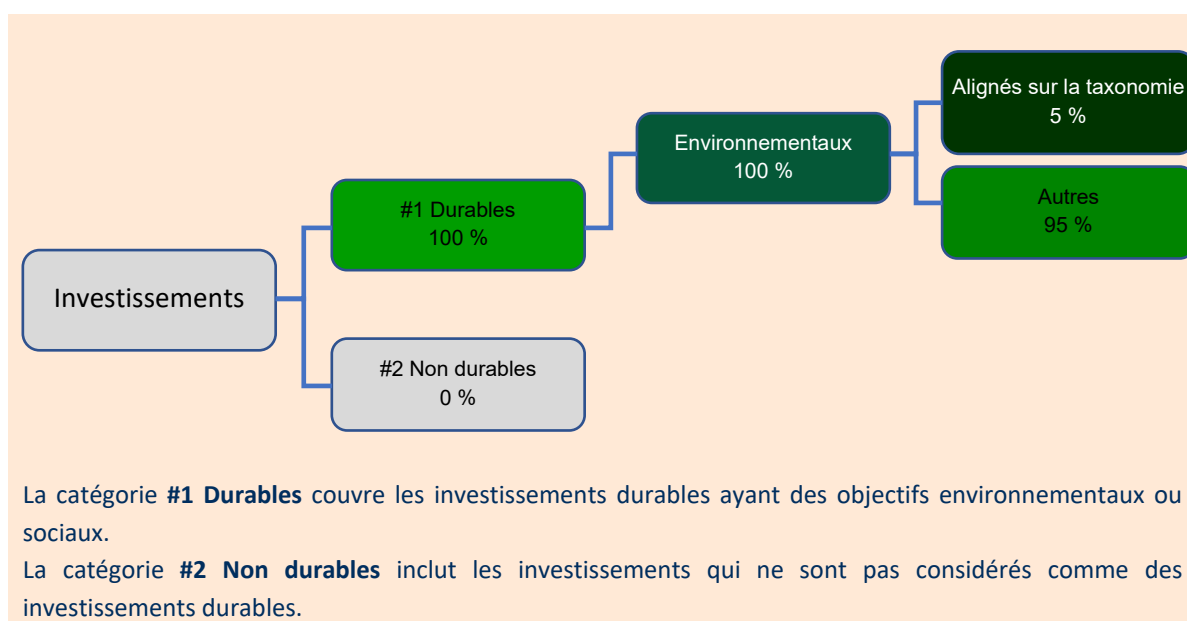 Alignés sur la taxonomie
5 %
Environnementaux
100 %
#1 Durables
100 %
Autres
95 %
Investissements
#2 Non durables
0 %
La catégorie #1 Durables couvre les investissements durables ayant des objectifs environnementaux ou
sociaux.
La catégorie #2 Non durables inclut les investissements qui ne sont pas considérés comme des
investissements durables.